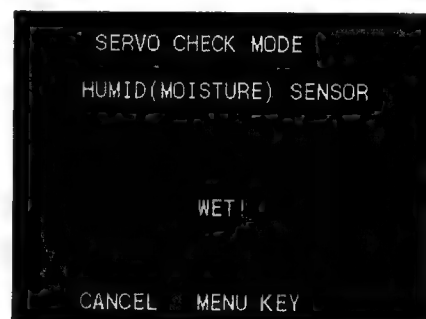 SERVO CHECK MODE
HUMID(MOISTURE) SENSOR
WET!
CANCEL MENU KEY